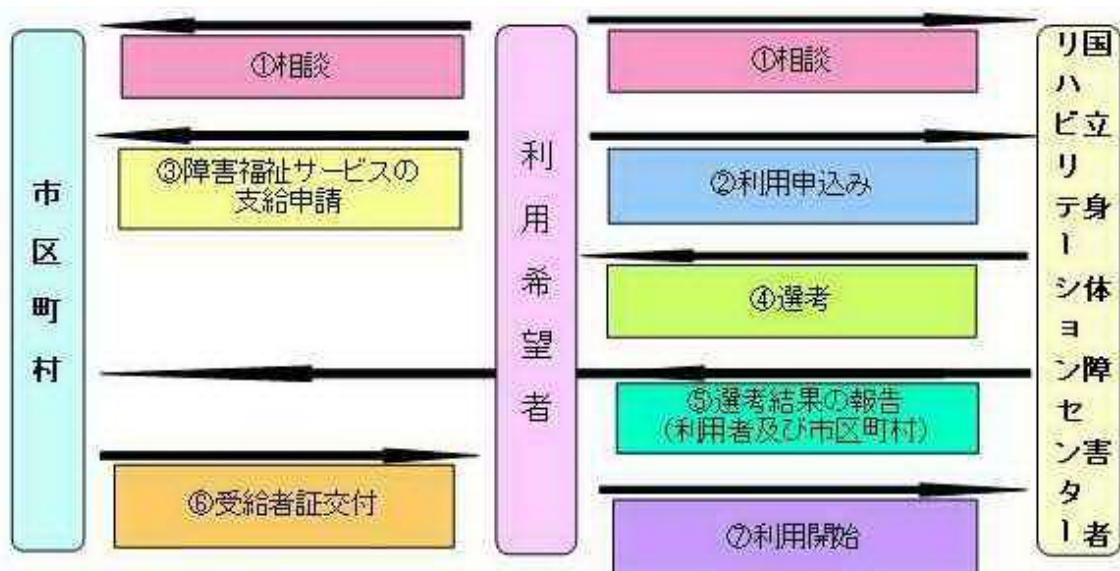 市区町村
利用希望者
国立身体障害者
リハビリテーションセンター
①相談
①相談
②利用申込み
③障害福祉サービスの
支給申請
④選考
⑤選考結果の報告
(利用者及び市区町村)
⑥受給者証交付
⑦利用開始